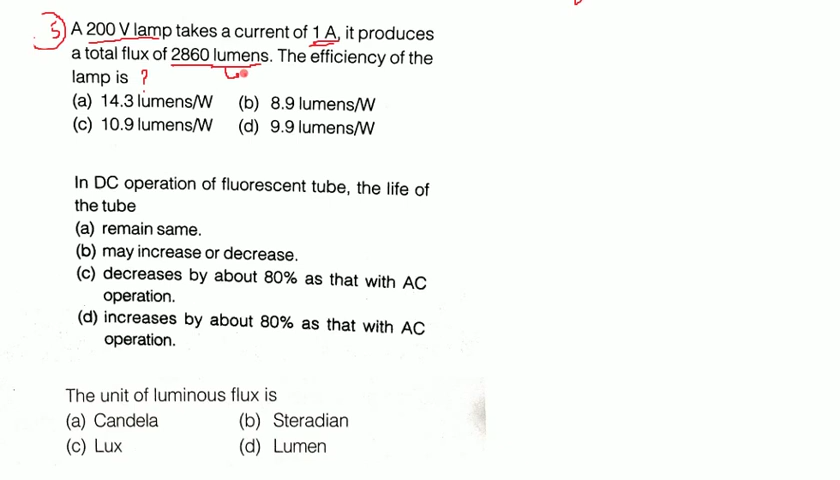 5) A 200 V lamp takes a current of 1 A, it produces
a total flux of 2860 lumens. The efficiency of the
lamp is ?
(a) 14.3 lumens/W (b) 8.9 lumens/W
(c) 10.9 lumens/W (d) 9.9 lumens/W
In DC operation of fluorescent tube, the life of
the tube
(a) remain same.
(b) may increase or decrease.
(c) decreases by about 80% as that with AC
operation.
(d) increases by about 80% as that with AC
operation.
The unit of luminous flux is
(a) Candela (b) Steradian
(c) Lux (d) Lumen